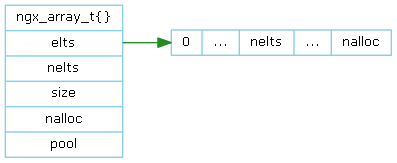 ngx_array_t{}
elts
nelts
size
nalloc
pool
0 ... nelts ... nalloc